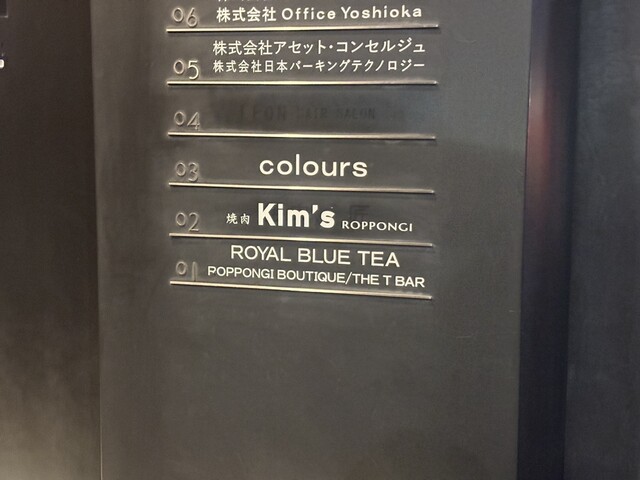 06 株式会社 Office Yoshioka
株式会社アセット・コンセルジュ
05 株式会社日本パーキングテクノロジー
04
03 colours
02 焼肉 Kim's ROPPONGI
ROYAL BLUE TEA
01 POPPONGI BOUTIQUE/THE T BAR